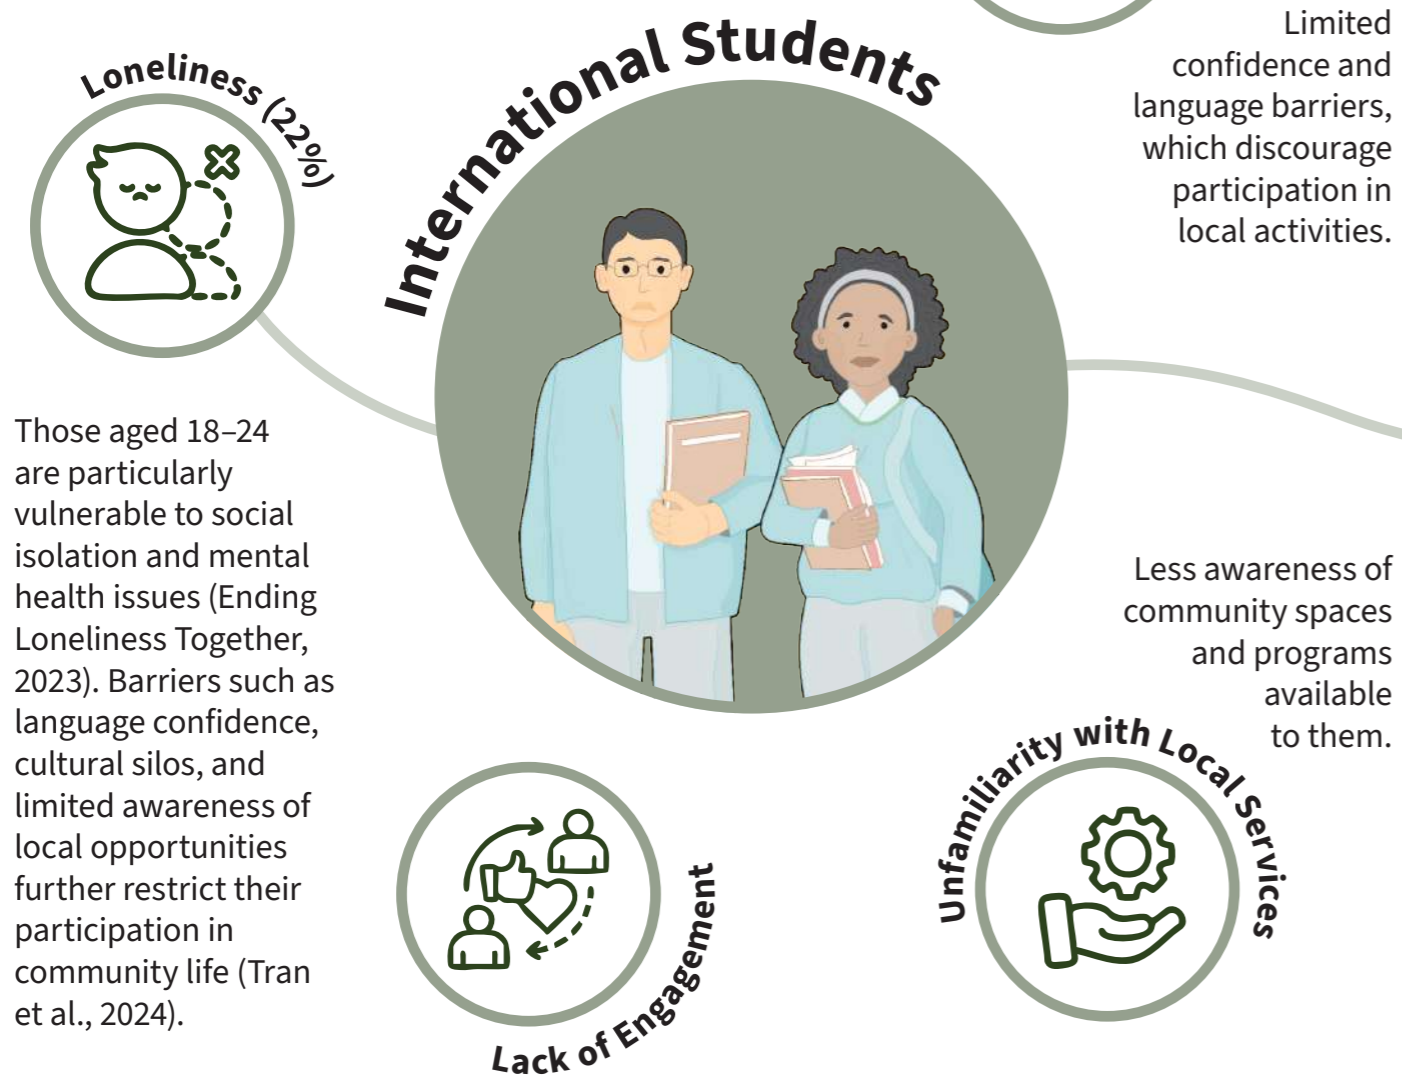 International Students
Loneliness (22%)
Limited
confidence and
language barriers,
which discourage
participation in
local activities.
Those aged 18–24
are particularly
vulnerable to social
isolation and mental
health issues (Ending
Loneliness Together,
2023). Barriers such as
language confidence,
cultural silos, and
limited awareness of
local opportunities
further restrict their
participation in
community life (Tran
et al., 2024).
Less awareness of
community spaces
and programs
available
to them.
Unfamiliarity with Local Services
Lack of Engagement